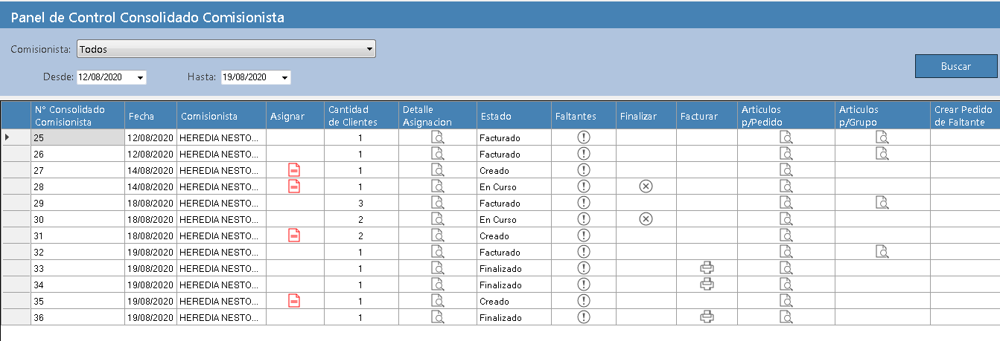 Panel de Control Consolidado Comisionista
Comisionista: Todos
Desde: 12/08/2020 Hasta: 19/08/2020
Buscar
N° Consolidado Comisionista Fecha Comisionista Asignar Cantidad de Clientes Detalle Asignacion Estado Faltantes Finalizar Facturar Articulos p/Pedido Articulos p/Grupo Crear Pedido de Faltante
25 12/08/2020 HEREDIA NESTO... 1 Facturado
26 12/08/2020 HEREDIA NESTO... 1 Facturado
27 14/08/2020 HEREDIA NESTO... 1 Creado
28 14/08/2020 HEREDIA NESTO... 1 En Curso
29 18/08/2020 HEREDIA NESTO... 3 Facturado
30 18/08/2020 HEREDIA NESTO... 2 En Curso
31 18/08/2020 HEREDIA NESTO... 2 Creado
32 19/08/2020 HEREDIA NESTO... 1 Facturado
33 19/08/2020 HEREDIA NESTO... 1 Finalizado
34 19/08/2020 HEREDIA NESTO... 1 Finalizado
35 19/08/2020 HEREDIA NESTO... 1 Creado
36 19/08/2020 HEREDIA NESTO... 1 Finalizado